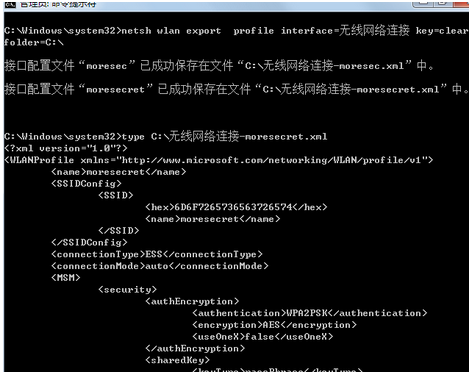 管理员: 命令提示符
C:\Windows\system32>netsh wlan export  profile interface=无线网络连接 key=clear
folder=C:\
接口配置文件“moresec”已成功保存在文件“C:\无线网络连接-moresec.xml”中。
接口配置文件“moresecret”已成功保存在文件“C:\无线网络连接-moresecret.xml”中。
C:\Windows\system32>type C:\无线网络连接-moresecret.xml
<?xml version="1.0"?>
<WLANProfile xmlns="http://www.microsoft.com/networking/WLAN/profile/v1">
<name>moresecret</name>
<SSIDConfig>
<SSID>
<hex>6D6F7265736563726574</hex>
<name>moresecret</name>
</SSID>
</SSIDConfig>
<connectionType>ESS</connectionType>
<connectionMode>auto</connectionMode>
<MSM>
<security>
<authEncryption>
<authentication>WPA2PSK</authentication>
<encryption>AES</encryption>
<useOneX>false</useOneX>
</authEncryption>
<sharedKey>
<keyType>passPhrase</keyType>